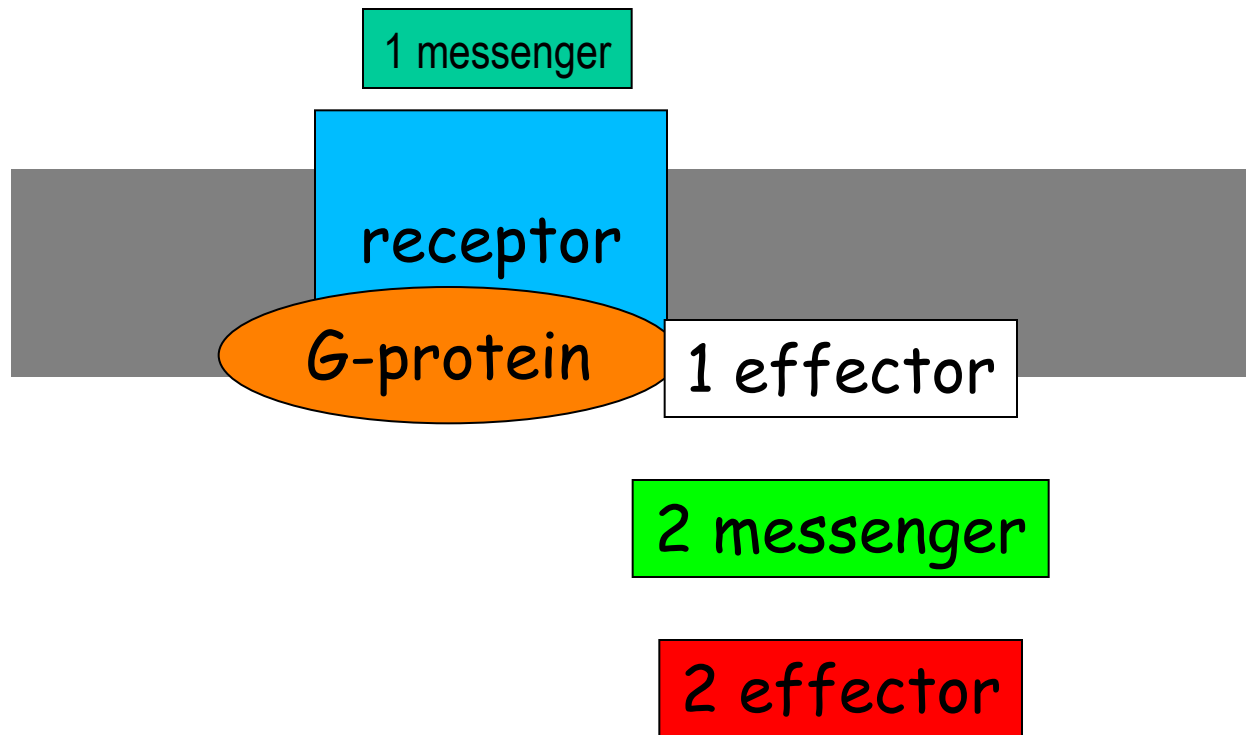 1 messenger
receptor
G-protein
1 effector
2 messenger
2 effector